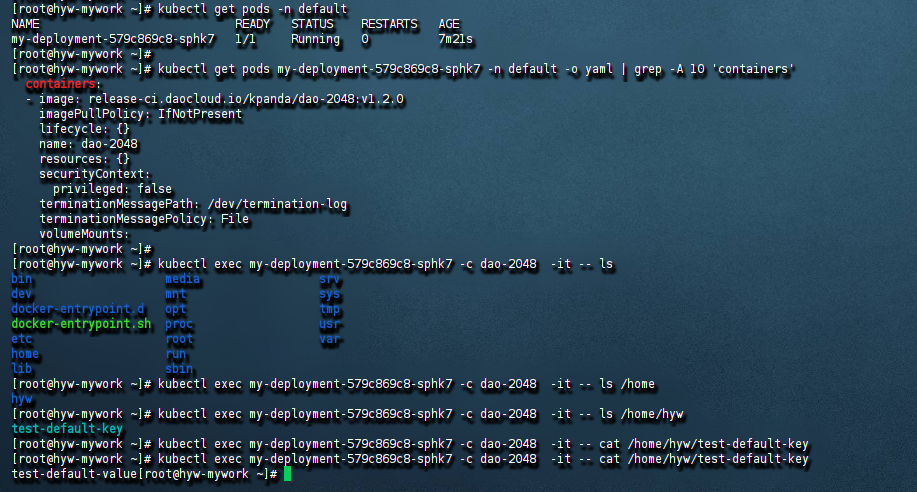 [root@hyw-mywork ~]# kubectl get pods -n default
NAME                            READY   STATUS    RESTARTS   AGE
my-deployment-579c869c8-sphk7   1/1     Running   0          7m21s
[root@hyw-mywork ~]#
[root@hyw-mywork ~]# kubectl get pods my-deployment-579c869c8-sphk7 -n default -o yaml | grep -A 10 'containers'
  containers:
  - image: release-ci.daocloud.io/kpanda/dao-2048:v1.2.0
    imagePullPolicy: IfNotPresent
    lifecycle: {}
    name: dao-2048
    resources: {}
    securityContext:
      privileged: false
    terminationMessagePath: /dev/termination-log
    terminationMessagePolicy: File
    volumeMounts:
[root@hyw-mywork ~]#
[root@hyw-mywork ~]# kubectl exec my-deployment-579c869c8-sphk7 -c dao-2048  -it -- ls
bin                   media                 srv
dev                   mnt                   sys
docker-entrypoint.d   opt                   tmp
docker-entrypoint.sh  proc                  usr
etc                   root                  var
home                  run
lib                   sbin
[root@hyw-mywork ~]# kubectl exec my-deployment-579c869c8-sphk7 -c dao-2048  -it -- ls /home
hyw
[root@hyw-mywork ~]# kubectl exec my-deployment-579c869c8-sphk7 -c dao-2048  -it -- ls /home/hyw
test-default-key
[root@hyw-mywork ~]# kubectl exec my-deployment-579c869c8-sphk7 -c dao-2048  -it -- cat /home/hyw/test-default-key
[root@hyw-mywork ~]# kubectl exec my-deployment-579c869c8-sphk7 -c dao-2048  -it -- cat /home/hyw/test-default-key
test-default-value[root@hyw-mywork ~]#